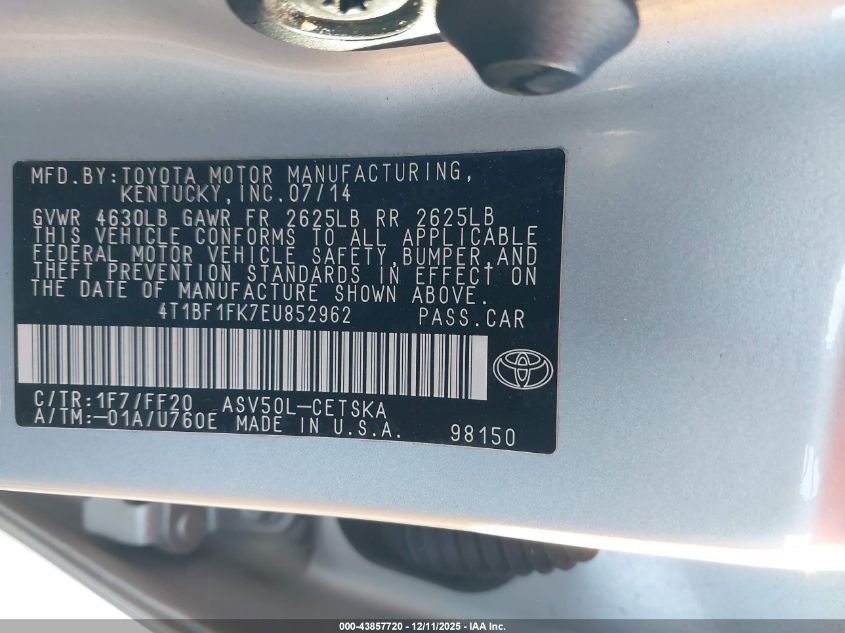 MFD.BY:TOYOTA MOTOR MANUFACTURING,
KENTUCKY,INC.07/14
GVWR 4630LB GAWR FR 2625LB RR 2625LB
THIS VEHICLE CONFORMS TO ALL APPLICABLE
FEDERAL MOTOR VEHICLE SAFETY,BUMPER,AND
THEFT PREVENTION STANDARDS IN EFFECT ON
THE DATE OF MANUFACTURE SHOWN ABOVE.
4T1BF1FK7EU852962 PASS.CAR
C/TR:1F7/FF20 ASV50L-CETSKA
A/TM:-01A/U760E MADE IN U.S.A. 98150
000-43857720 - 12/11/2025 - IAA Inc.